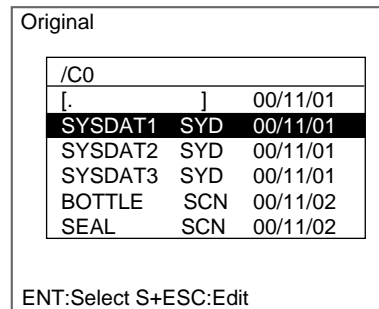 Original
/C0
[. ] 00/11/01
SYSDAT1 SYD 00/11/01
SYSDAT2 SYD 00/11/01
SYSDAT3 SYD 00/11/01
BOTTLE SCN 00/11/02
SEAL SCN 00/11/02
ENT:Select S+ESC:Edit